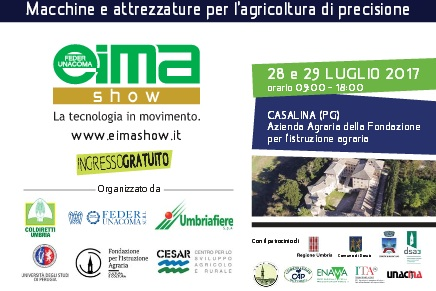 Macchine e attrezzature per l'agricoltura di precisione
FEDER UNACOMA
eima
show
La tecnologia in movimento.
www.eimashow.it
INGRESSO GRATUITO
Organizzato da
COLDIRETTI
UMBRIA
FEDER
UNACOMA
Umbriafiere
UNIVERSITÀ DEGLI STUDI
DI PERUGIA
Fondazione
per l'Istruzione
Agraria
CESAR
CENTRO PER LO
SVILUPPO
AGRICOLO
E RURALE
28 e 29 LUGLIO 2017
orario 09:00 - 18:00
CASALINA (PG)
Azienda Agraria della Fondazione
per l'istruzione agraria
Con il patrocinio di:
Regione Umbria
dsa3
CAP
ENAMA
ITA
unacma